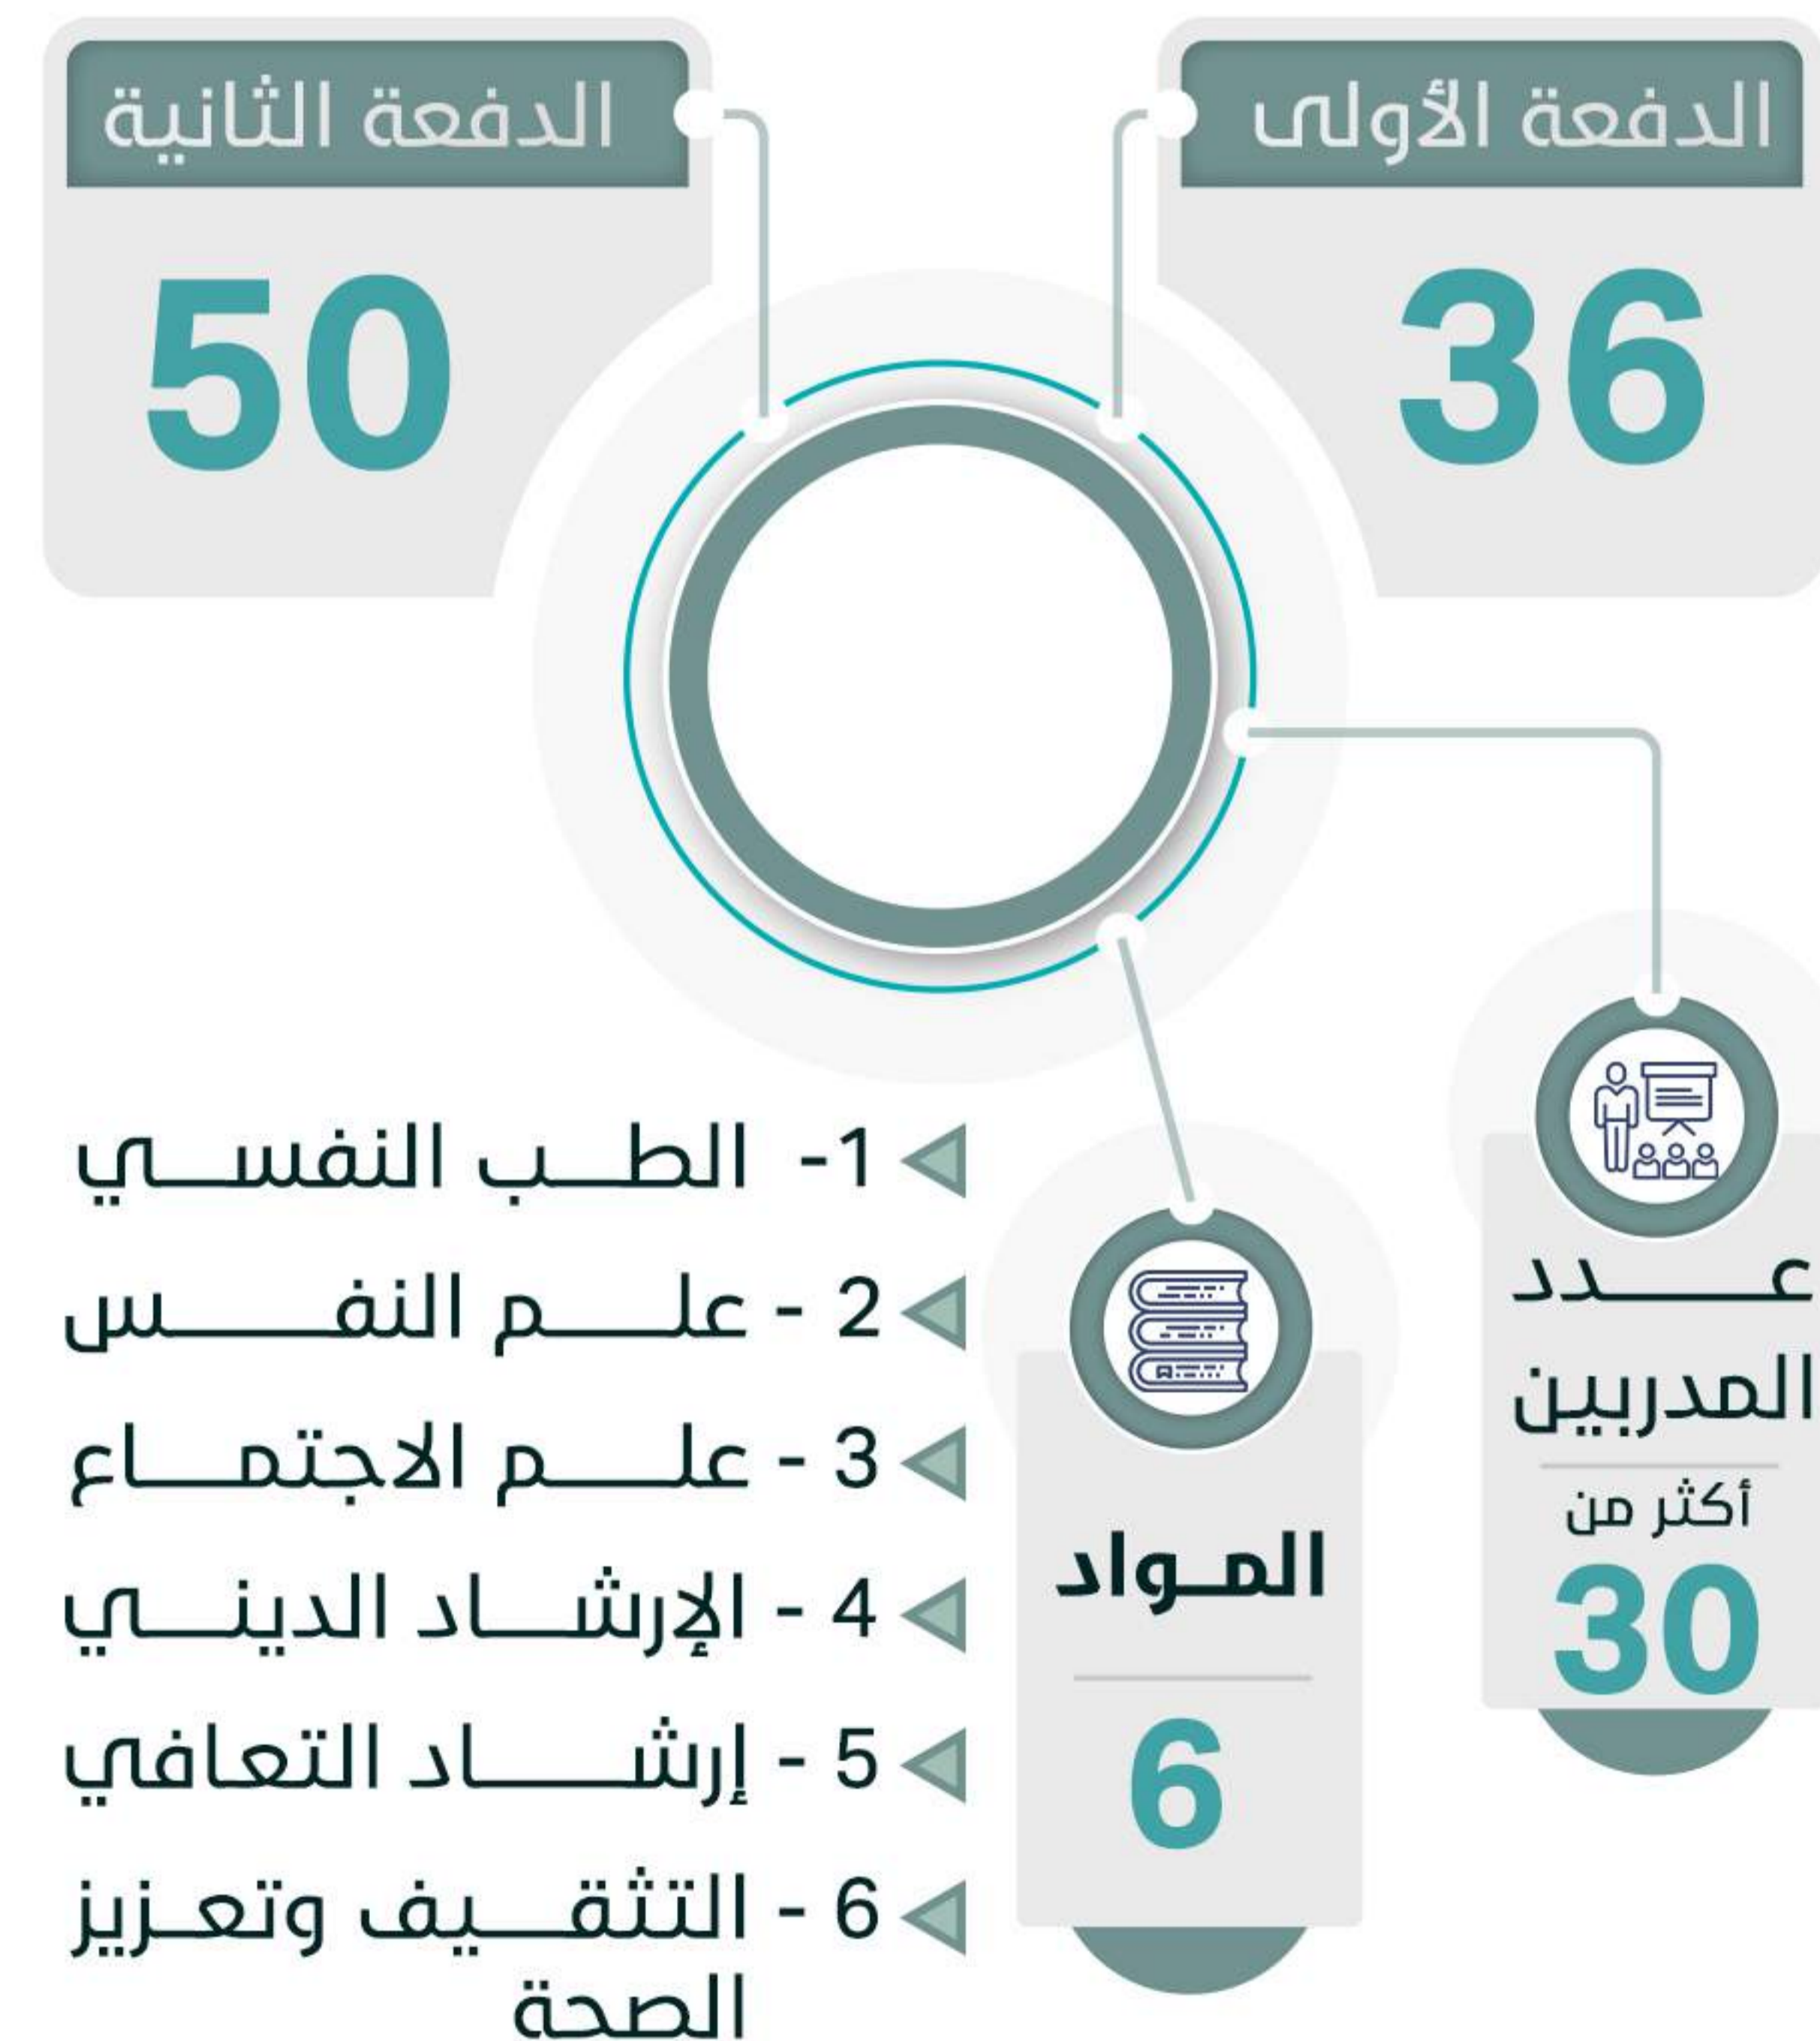 الدفعة الأولى
36
الدفعة الثانية
50
عدد
المدربين
أكثر من
30
المواد
6
1- الطب النفسي
2 - علم النفس
3 - علم الاجتماع
4 - الإرشاد الديني
5 - إرشاد التعافي
6 - التثقيف وتعزيز
الصحة